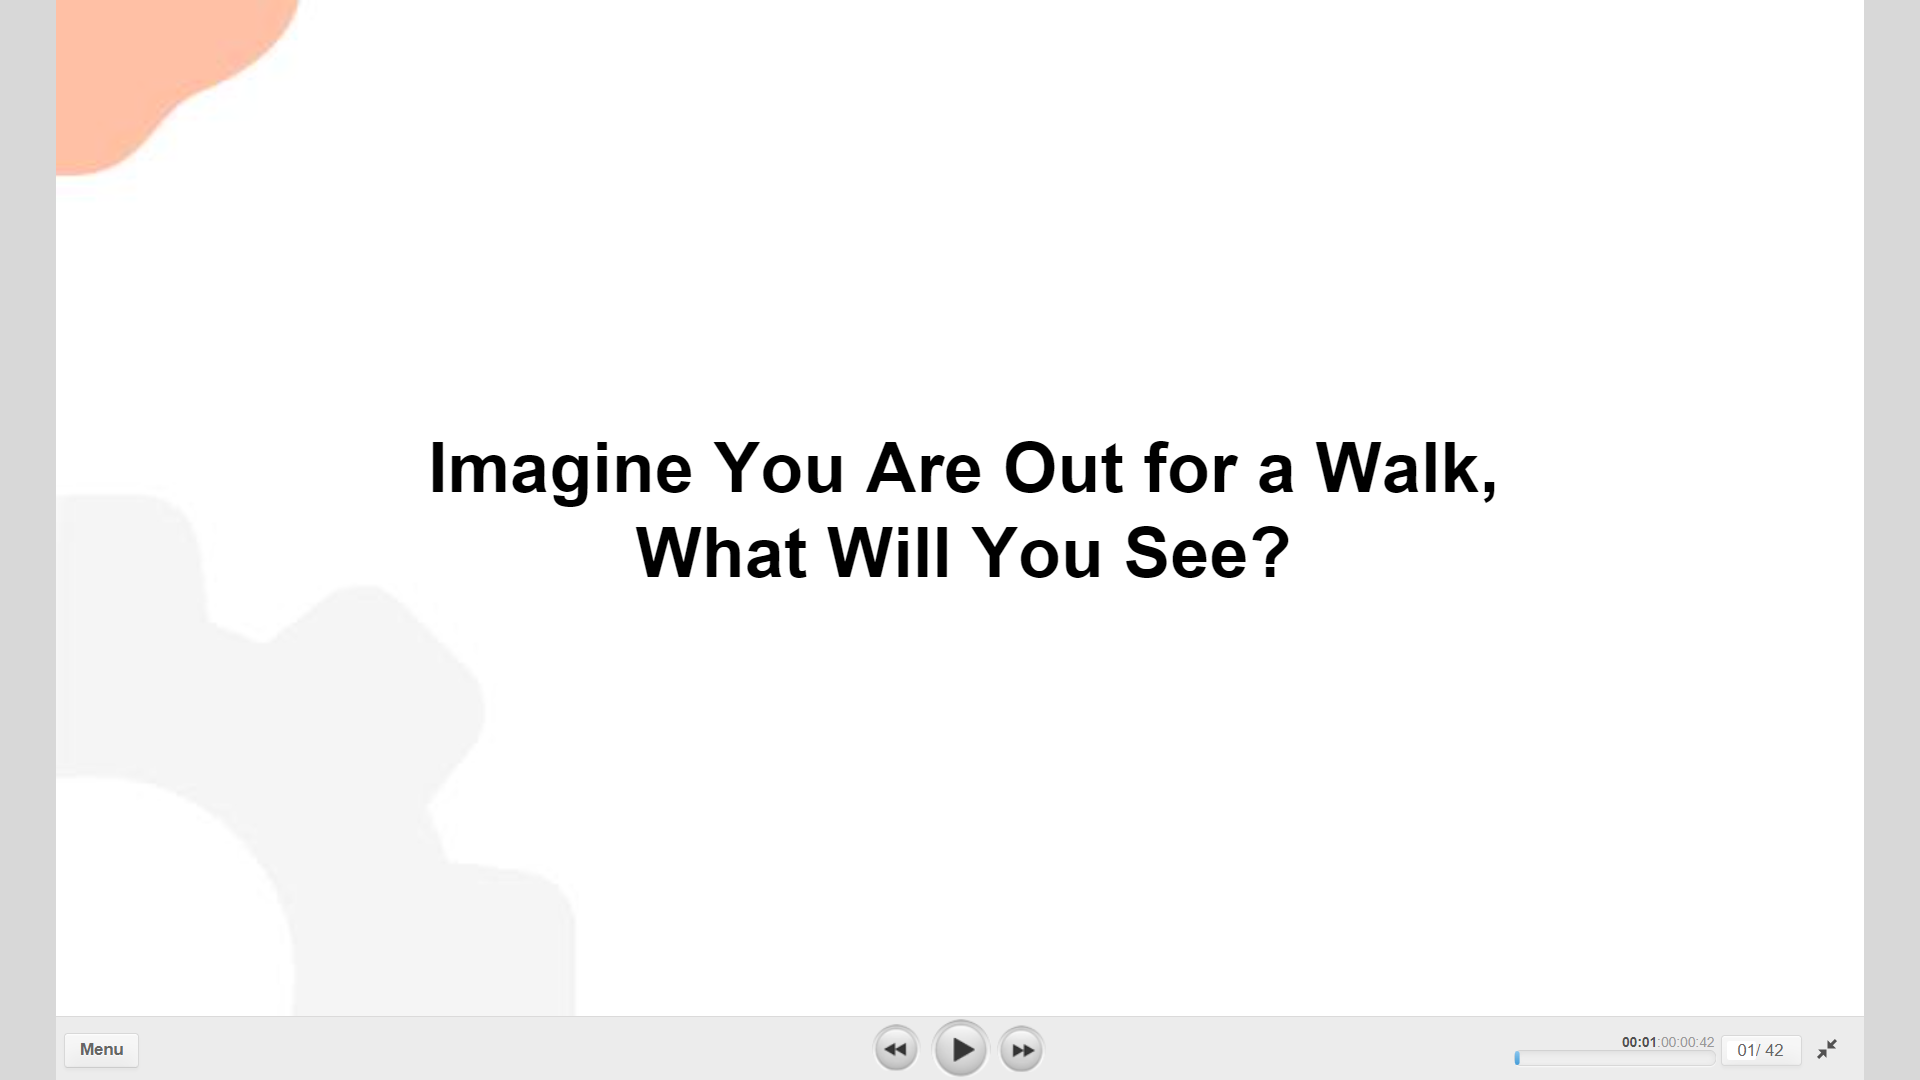 Imagine You Are Out for a Walk,
What Will You See?
Menu
00:01:00:00:42
01/ 42